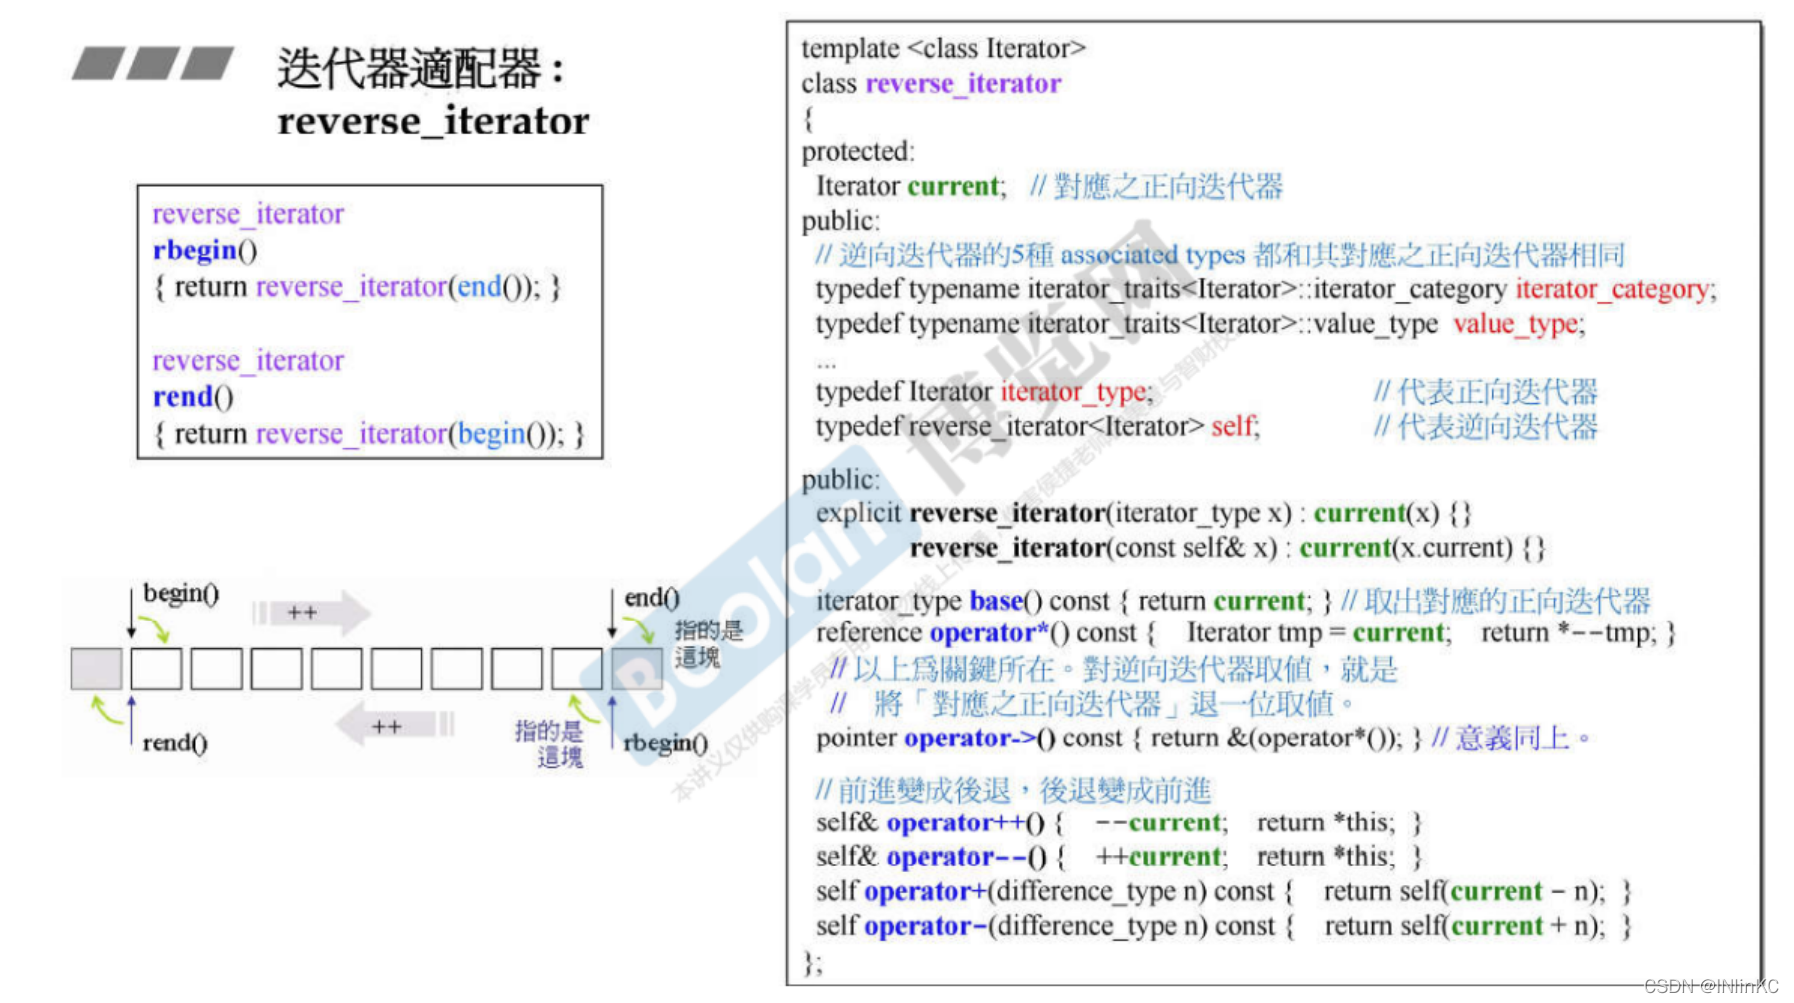 迭代器適配器：
reverse_iterator
reverse_iterator
rbegin()
{ return reverse_iterator(end()); }
reverse_iterator
rend()
{ return reverse_iterator(begin()); }
begin()
++
end()
指的是
這塊
++
rend()
指的是
這塊
rbegin()
template <class Iterator>
class reverse_iterator
{
protected:
Iterator current; // 對應之正向迭代器
public:
// 逆向迭代器的5種 associated types 都和其對應之正向迭代器相同
typedef typename iterator_traits<Iterator>::iterator_category iterator_category;
typedef typename iterator_traits<Iterator>::value_type value_type;
...
typedef Iterator iterator_type; // 代表正向迭代器
typedef reverse_iterator<Iterator> self; // 代表逆向迭代器
public:
explicit reverse_iterator(iterator_type x) : current(x) {}
reverse_iterator(const self& x) : current(x.current) {}
iterator_type base() const { return current; } // 取出對應的正向迭代器
reference operator*() const { Iterator tmp = current; return *--tmp; }
// 以上爲關鍵所在。對逆向迭代器取值，就是
// 將「對應之正向迭代器」退一位取值。
pointer operator->() const { return &(operator*()); } // 意義同上。
// 前進變成後退，後退變成前進
self& operator++() { --current; return *this; }
self& operator--() { ++current; return *this; }
self operator+(difference_type n) const { return self(current - n); }
self operator-(difference_type n) const { return self(current + n); }
};
Boolan
博览网
本讲义仅供购课学员专用
CSDN @INlinKC